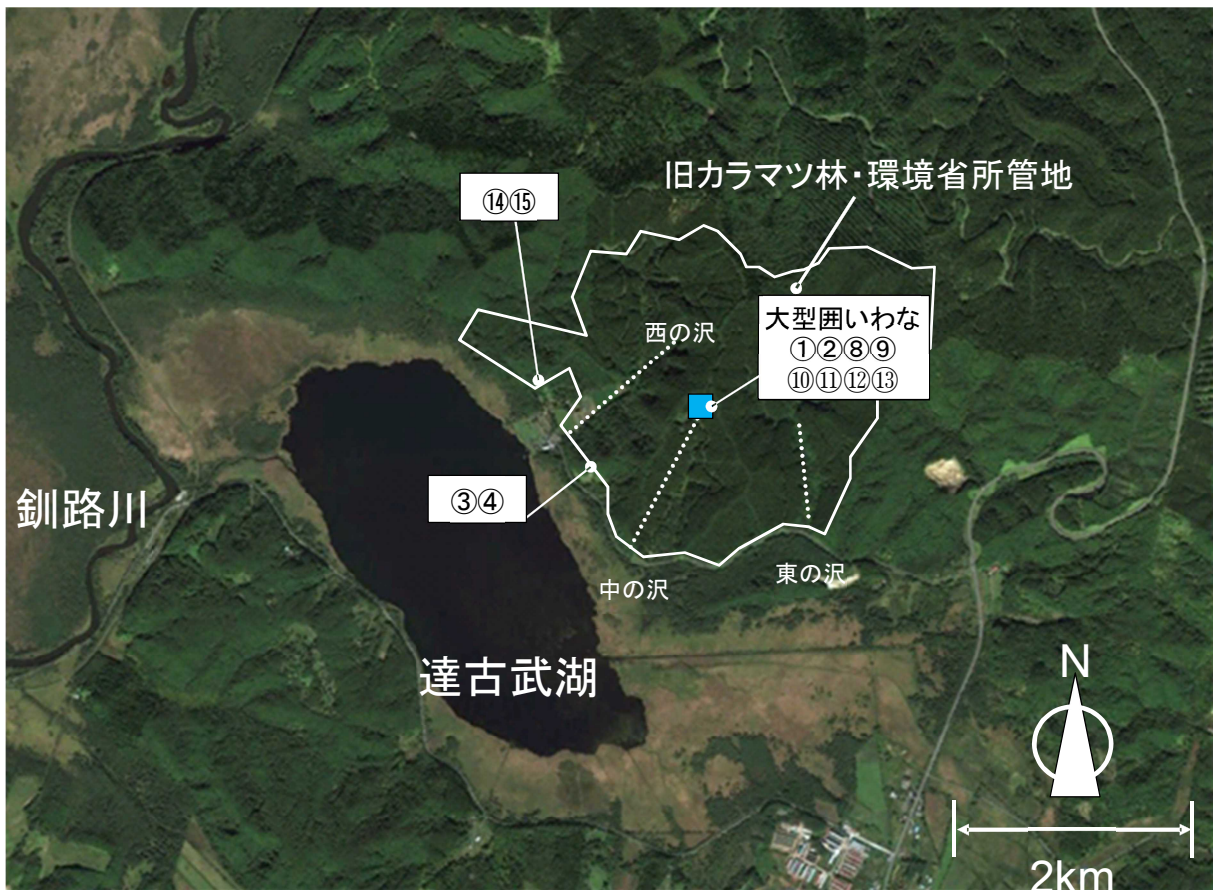 旧カラマツ林・環境省所管地
⑭⑮
大型囲いわな
①②⑧⑨
⑩⑪⑫⑬
西の沢
③④
釧路川
中の沢
東の沢
達古武湖
N
2km